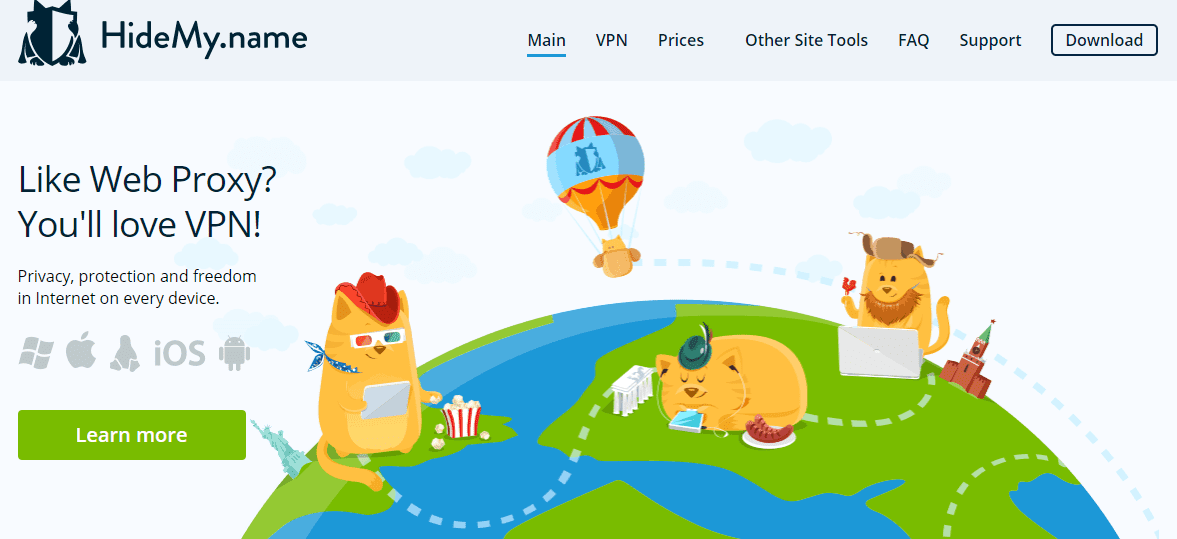 HideMy.name
Main VPN Prices Other Site Tools FAQ Support Download
Like Web Proxy?
You'll love VPN!
Privacy, protection and freedom
in Internet on every device.
iOS
Learn more